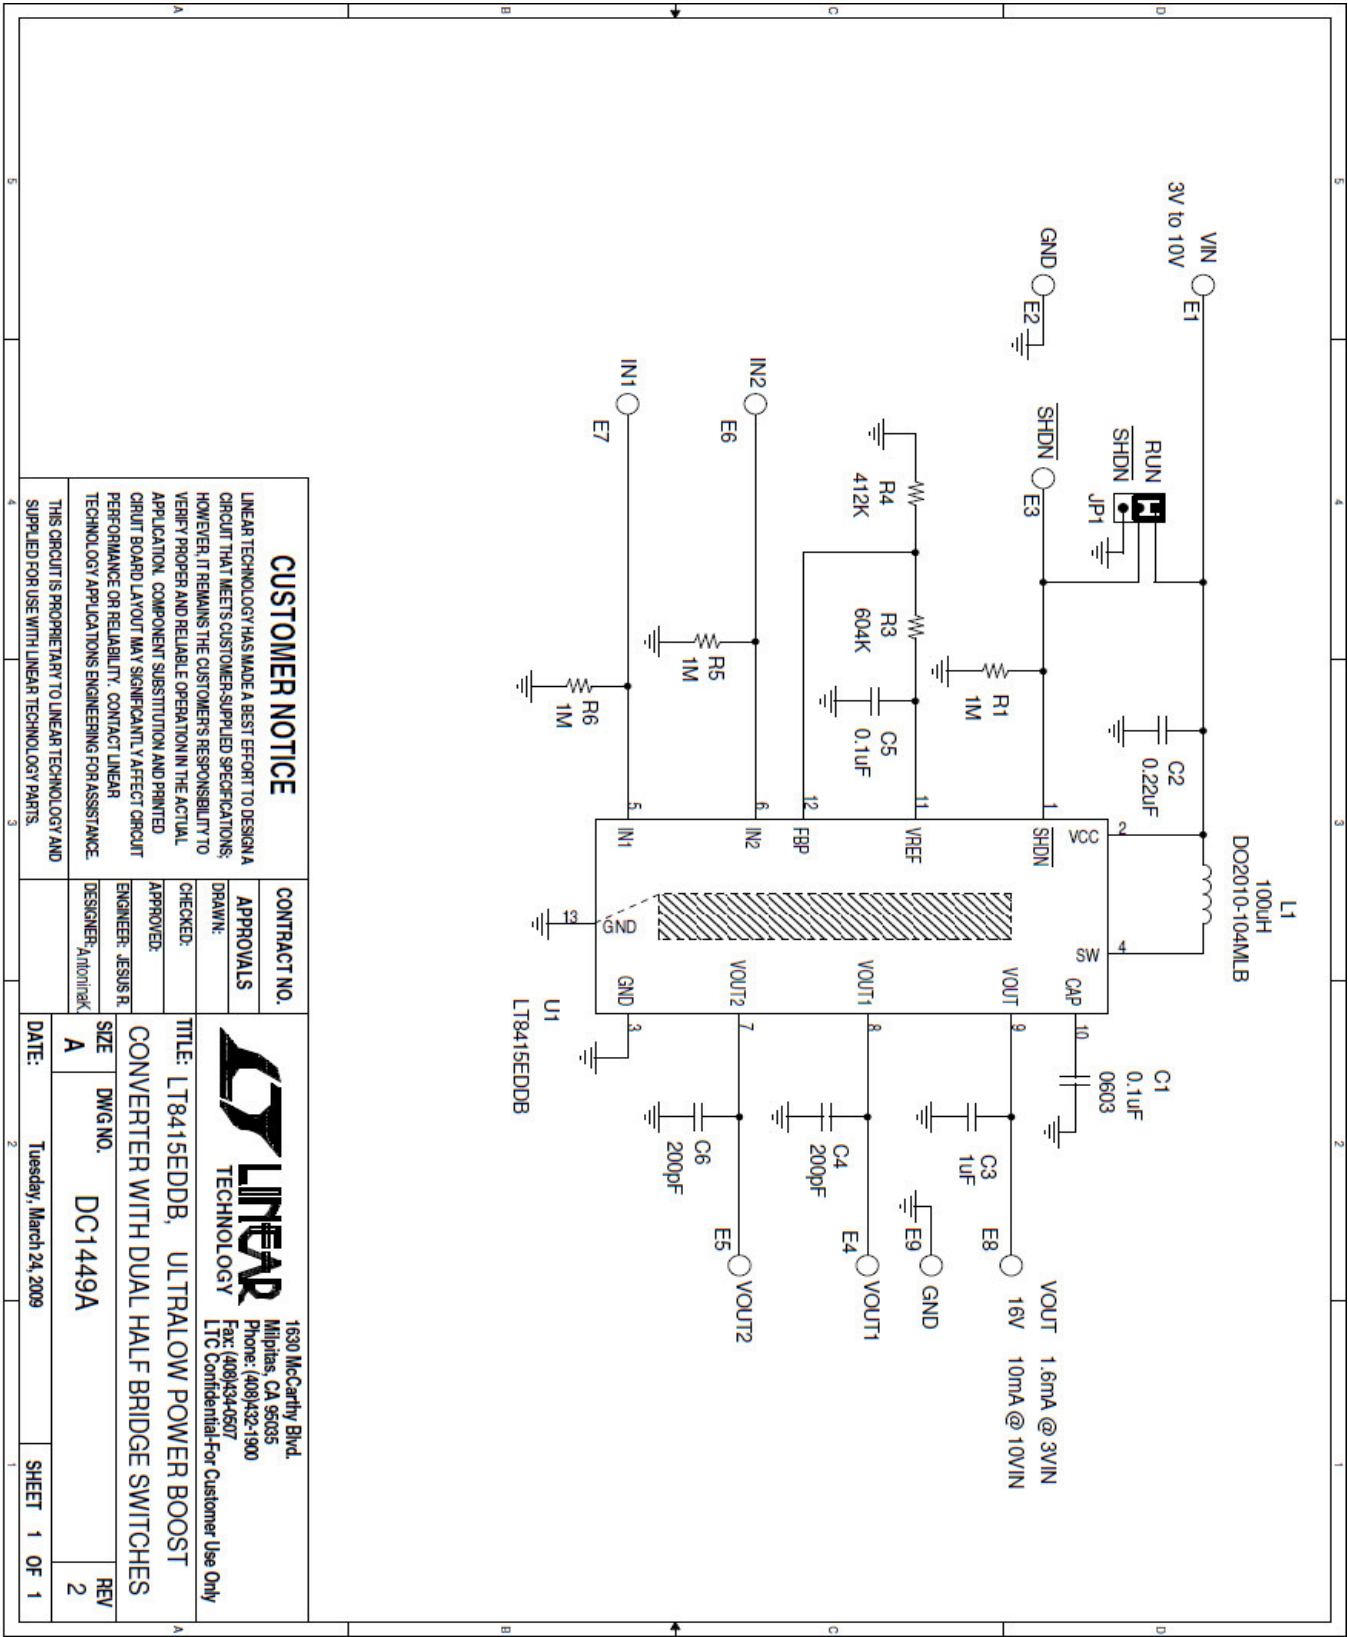 5
4
3
2
1
D
C
B
A
L1
100uH
DO2010-104MLB
VIN
3V to 10V
E1
RUN
SHDN
JP1
C2
0.22uF
2
VCC
4
SW
GND
E2
SHDN
E3
R1
1M
1
SHDN
CAP
10
C1
0.1uF
0603
VOUT
9
C3
1uF
E8
VOUT 1.6mA @ 3VIN
16V 10mA @ 10VIN
E9
GND
R4
412K
R3
604K
C5
0.1uF
11
VREF
12
FBP
VOUT1
8
C4
200pF
E4
VOUT1
IN2
E6
R5
1M
6
IN2
VOUT2
7
C6
200pF
E5
VOUT2
IN1
E7
R6
1M
5
IN1
13
GND
GND
3
U1
LT8415EDDB
CUSTOMER NOTICE
LINEAR TECHNOLOGY HAS MADE A BEST EFFORT TO DESIGN A
CIRCUIT THAT MEETS CUSTOMER-SUPPLIED SPECIFICATIONS;
HOWEVER, IT REMAINS THE CUSTOMER'S RESPONSIBILITY TO
VERIFY PROPER AND RELIABLE OPERATION IN THE ACTUAL
APPLICATION. COMPONENT SUBSTITUTION AND PRINTED
CIRUIT BOARD LAYOUT MAY SIGNIFICANTLY AFFECT CIRCUIT
PERFORMANCE OR RELIABILITY. CONTACT LINEAR
TECHNOLOGY APPLICATIONS ENGINEERING FOR ASSISTANCE.
THIS CIRCUIT IS PROPRIETARY TO LINEAR TECHNOLOGY AND
SUPPLIED FOR USE WITH LINEAR TECHNOLOGY PARTS.
CONTRACT NO.
APPROVALS
DRAWN:
CHECKED:
APPROVED:
ENGINEER: JESUS R.
DESIGNER: AntoninaK.
LINEAR
TECHNOLOGY
1630 McCarthy Blvd.
Milpitas, CA 95035
Phone: (408)432-1900
Fax: (408)434-0507
LTC Confidential-For Customer Use Only
TITLE: LT8415EDDB, ULTRALOW POWER BOOST
CONVERTER WITH DUAL HALF BRIDGE SWITCHES
SIZE
A
DWG NO.
DC1449A
REV
2
DATE:
Tuesday, March 24, 2009
SHEET 1 OF 1
5
4
3
2
1
D
C
B
A